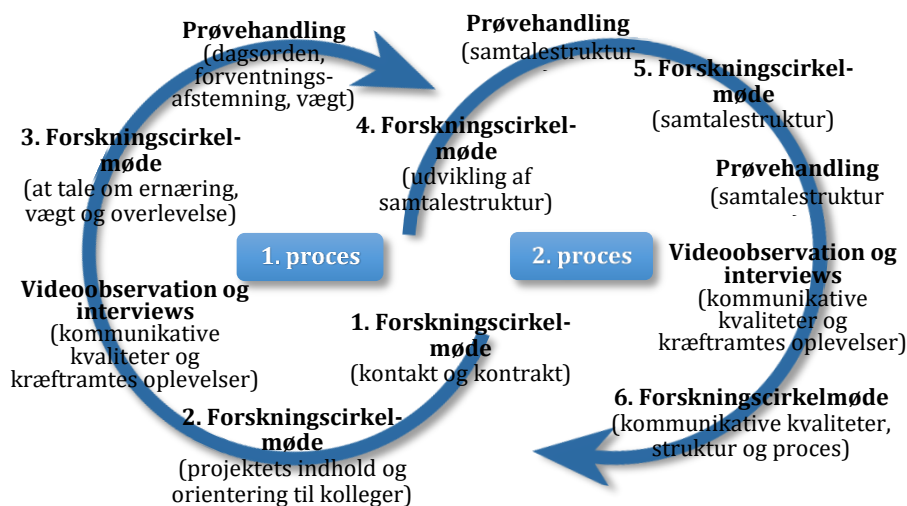 1. proces
1. Forskningscirkel-
møde
(kontakt og kontrakt)
2. Forskningscirkel-
møde
(projektets indhold og
orientering til kolleger)
Videoobservation og
interviews
(kommunikative
kvaliteter og
kræftramtes oplevelser)
3. Forskningscirkel-
møde
(at tale om ernæring,
vægt og overlevelse)
Prøvehandling
(dagsorden,
forventnings-
afstemning, vægt)
2. proces
4. Forskningscirkel-
møde
(udvikling af
samtalestruktur)
Prøvehandling
(samtalestruktur
5. Forskningscirkel-
møde
(samtalestruktur)
Prøvehandling
(samtalestruktur
Videoobservation og
interviews
(kommunikative
kvaliteter og
kræftramtes oplevelser)
6. Forskningscirkelmøde
(kommunikative kvaliteter,
struktur og proces)